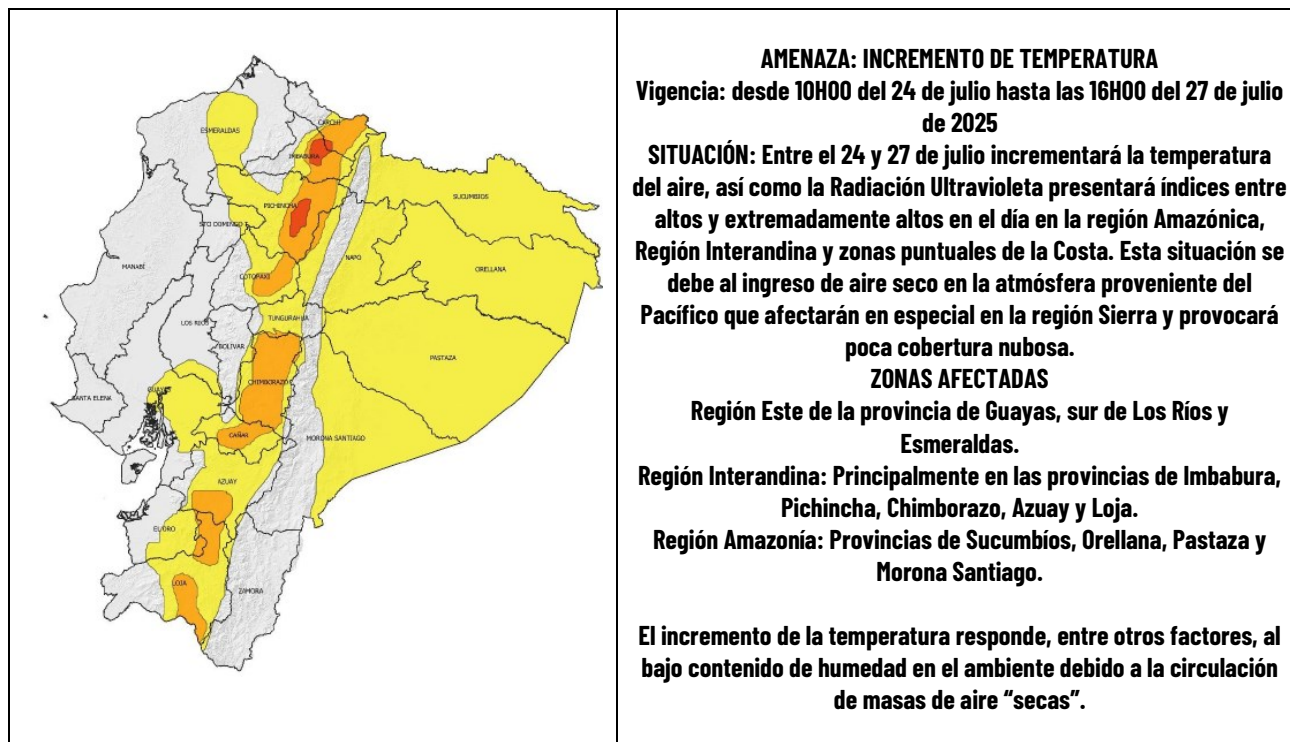 ESMERALDAS
CARCHI
IMBABURA
SUCUMBIOS
PICHINCHA
STO DOMINGO
NAPO
ORELLANA
MANABÍ
COTOPAXI
TUNGURAHUA
LOS RIOS
BOLIVAR
PASTAZA
CHIMBORAZO
GUAYAS
SANTA ELENA
CAÑAR
MORONA SANTIAGO
AZUAY
EL ORO
LOJA
ZAMORA
AMENAZA: INCREMENTO DE TEMPERATURA
Vigencia: desde 10H00 del 24 de julio hasta las 16H00 del 27 de julio
de 2025
SITUACIÓN: Entre el 24 y 27 de julio incrementará la temperatura
del aire, así como la Radiación Ultravioleta presentará índices entre
altos y extremadamente altos en el día en la región Amazónica,
Región Interandina y zonas puntuales de la Costa. Esta situación se
debe al ingreso de aire seco en la atmósfera proveniente del
Pacífico que afectarán en especial en la región Sierra y provocará
poca cobertura nubosa.
ZONAS AFECTADAS
Región Este de la provincia de Guayas, sur de Los Ríos y
Esmeraldas.
Región Interandina: Principalmente en las provincias de Imbabura,
Pichincha, Chimborazo, Azuay y Loja.
Región Amazonía: Provincias de Sucumbíos, Orellana, Pastaza y
Morona Santiago.
El incremento de la temperatura responde, entre otros factores, al
bajo contenido de humedad en el ambiente debido a la circulación
de masas de aire “secas”.